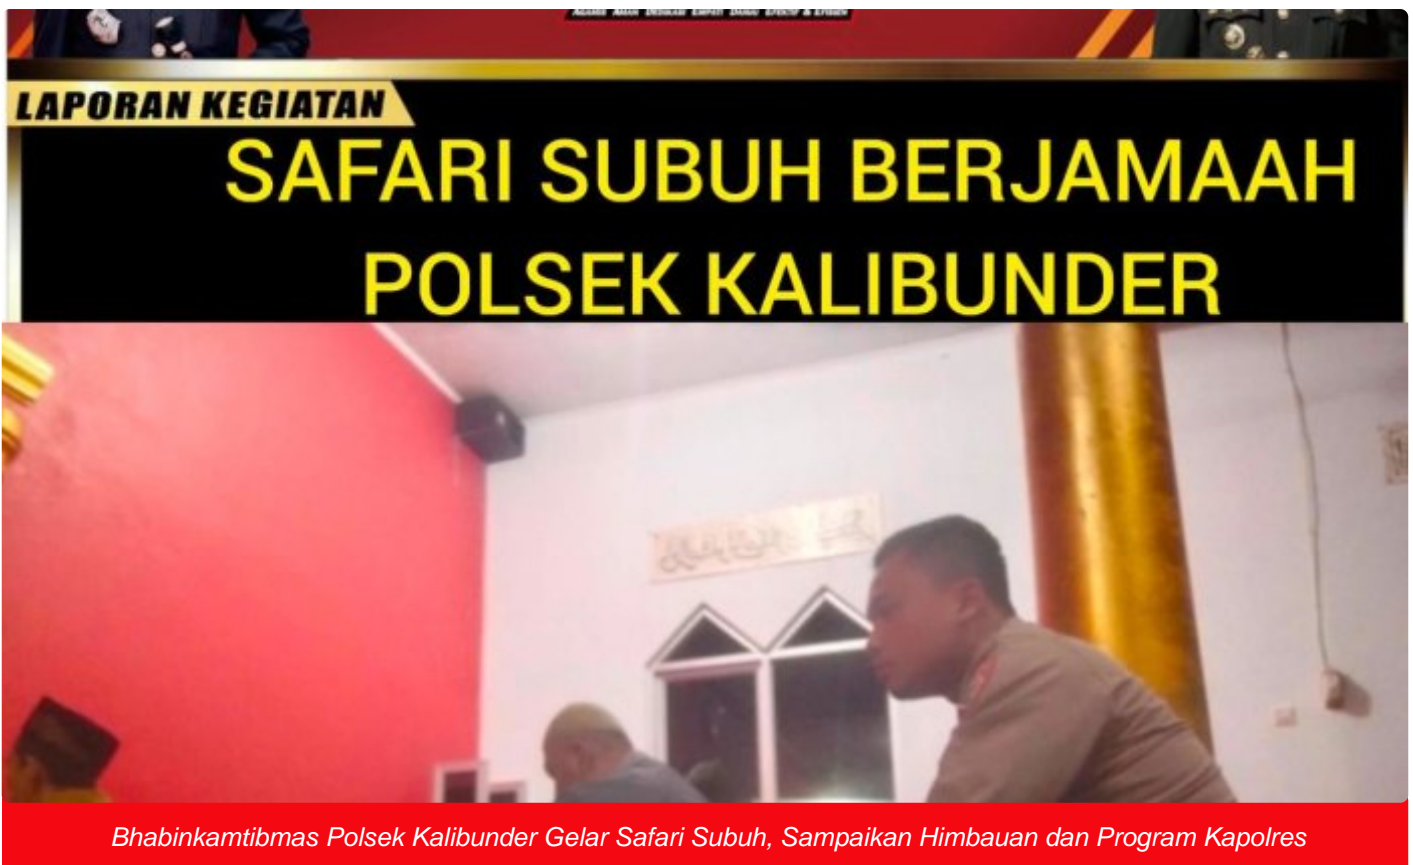 LAPORAN KEGIATAN
SAFARI SUBUH BERJAMAAH
POLSEK KALIBUNDER
Bhabinkamtibmas Polsek Kalibunder Gelar Safari Subuh, Sampaikan Himbauan dan Program Kapolres